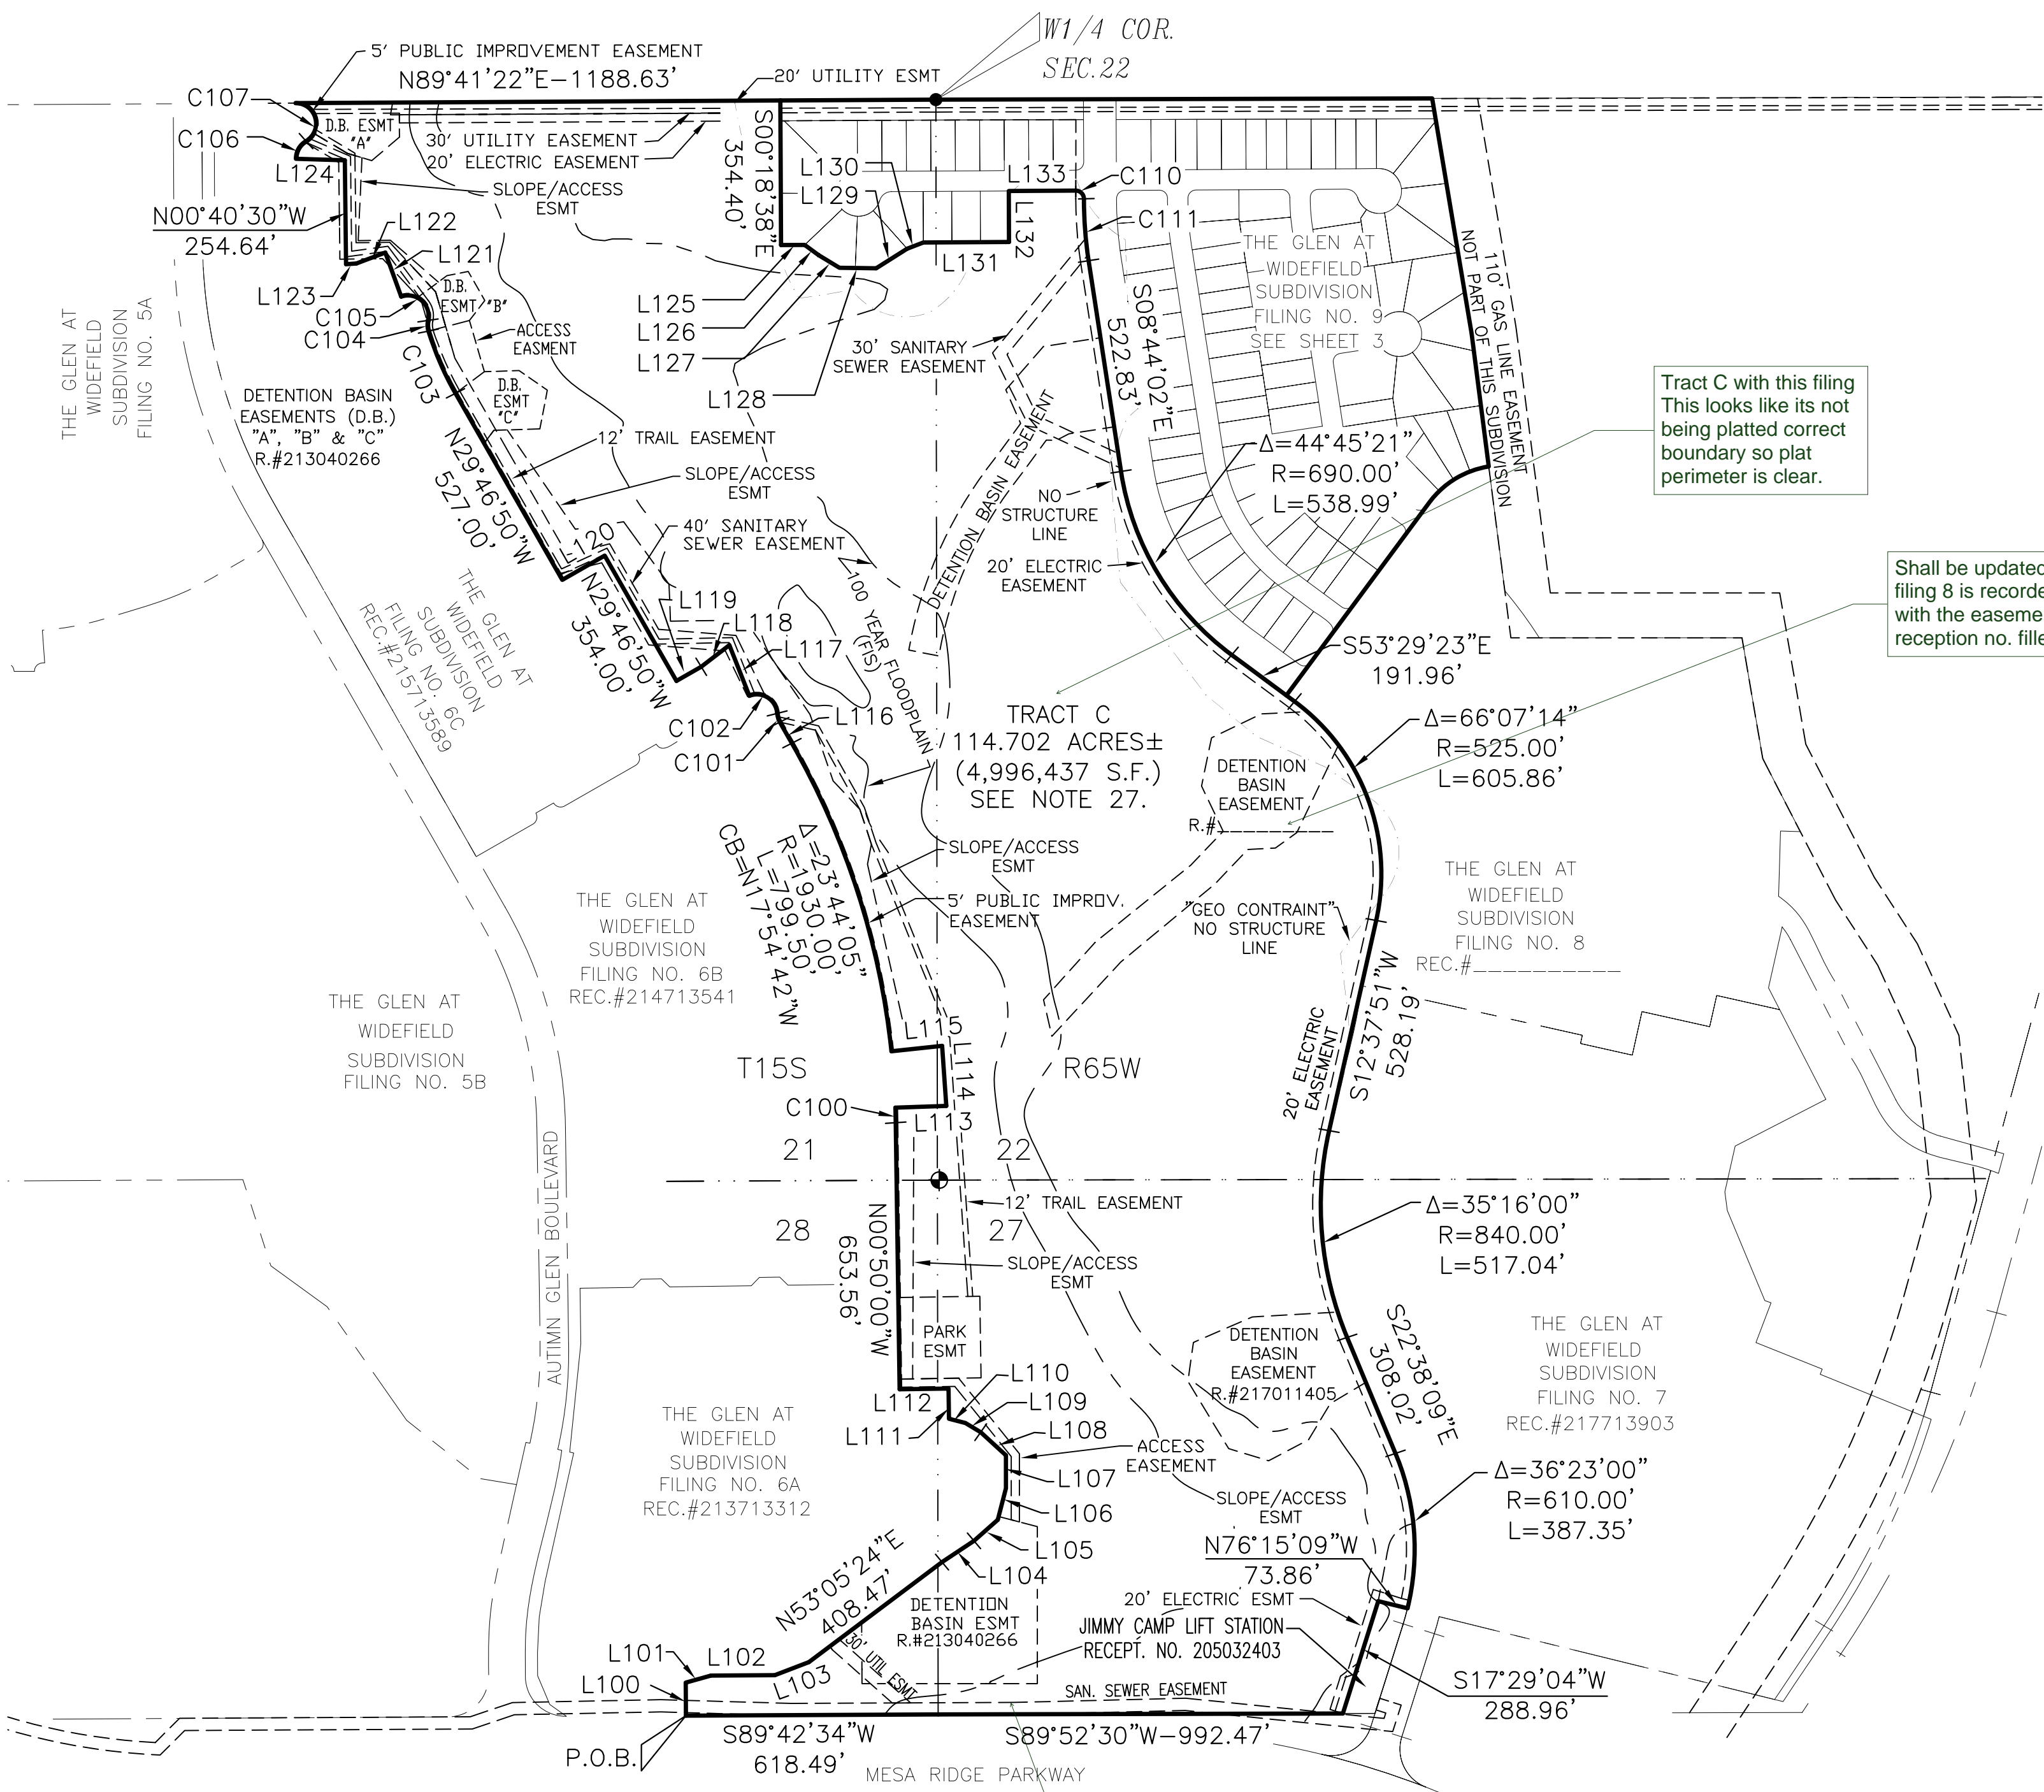 W1/4 COR.
SEC.22
5' PUBLIC IMPROVEMENT EASEMENT
N89°41'22"E-1188.63'
20' UTILITY ESMT
C107
C106
D.B. ESMT
"A"
30' UTILITY EASEMENT
20' ELECTRIC EASEMENT
L124
SLOPE/ACCESS
ESMT
N00°40'30"W
254.64'
L122
L121
L123
D.B.
ESMT "B"
C105
C104
ACCESS
EASMENT
C103
D.B.
ESMT
"C"
S00°18'38"E
354.40'
L130
L129
L133
C110
C111
L132
L131
L125
L126
L127
L128
30' SANITARY
SEWER EASEMENT
S08°44'02"E
522.83'
THE GLEN AT
WIDEFIELD
SUBDIVISION
FILING NO. 9
SEE SHEET 3
110' GAS LINE EASEMENT
NOT PART OF THIS SUBDIVISION
Tract C with this filing
This looks like its not
being platted correct
boundary so plat
perimeter is clear.
THE GLEN AT
WIDEFIELD
SUBDIVISION
FILING NO. 5A
DETENTION BASIN
EASEMENTS (D.B.)
"A", "B" & "C"
R.#213040266
N29°46'50"W
527.00'
12' TRAIL EASEMENT
SLOPE/ACCESS
ESMT
40' SANITARY
SEWER EASEMENT
L120
N29°46'50"W
354.00'
L119
L118
L117
100 YEAR FLOODPLAIN
(FIS)
DETENTION BASIN EASEMENT
NO
STRUCTURE
LINE
20' ELECTRIC
EASEMENT
Δ=44°45'21"
R=690.00'
L=538.99'
S53°29'23"E
191.96'
Shall be updated
filing 8 is recorde
with the easeme
reception no. fille
THE GLEN AT
WIDEFIELD
SUBDIVISION
FILING NO. 6C
REC.#215713589
C102
C101
L116
TRACT C
114.702 ACRES±
(4,996,437 S.F.)
SEE NOTE 27.
DETENTION
BASIN
EASEMENT
R.#__________
Δ=66°07'14"
R=525.00'
L=605.86'
Δ=23°44'05"
R=1930.00'
L=799.50'
CB=N17°54'42"W
SLOPE/ACCESS
ESMT
5' PUBLIC IMPROV.
EASEMENT
"GEO CONTRAINT"
NO STRUCTURE
LINE
THE GLEN AT
WIDEFIELD
SUBDIVISION
FILING NO. 8
REC.#__________
THE GLEN AT
WIDEFIELD
SUBDIVISION
FILING NO. 6B
REC.#214713541
THE GLEN AT
WIDEFIELD
SUBDIVISION
FILING NO. 5B
S12°37'51"W
528.19'
20' ELECTRIC
EASEMENT
L115
L114
T15S
R65W
C100
L113
21
22
28
27
12' TRAIL EASEMENT
AUTIMN GLEN BOULEVARD
N00°50'00"W
653.56'
SLOPE/ACCESS
ESMT
Δ=35°16'00"
R=840.00'
L=517.04'
PARK
ESMT
DETENTION
BASIN
EASEMENT
R.#217011405
S22°38'09"E
308.02'
THE GLEN AT
WIDEFIELD
SUBDIVISION
FILING NO. 7
REC.#217713903
L110
L109
L112
L111
L108
L107
L106
L105
L104
ACCESS
EASEMENT
THE GLEN AT
WIDEFIELD
SUBDIVISION
FILING NO. 6A
REC.#213713312
SLOPE/ACCESS
ESMT
Δ=36°23'00"
R=610.00'
L=387.35'
N76°15'09"W
73.86'
N53°05'24"E
408.47'
DETENTION
BASIN ESMT
R.#213040266
20' ELECTRIC ESMT
JIMMY CAMP LIFT STATION
RECEPT. NO. 205032403
30' UTIL ESMT
L101
L102
L103
L100
SAN. SEWER EASEMENT
S17°29'04"W
288.96'
P.O.B.
S89°42'34"W
618.49'
S89°52'30"W-992.47'
MESA RIDGE PARKWAY